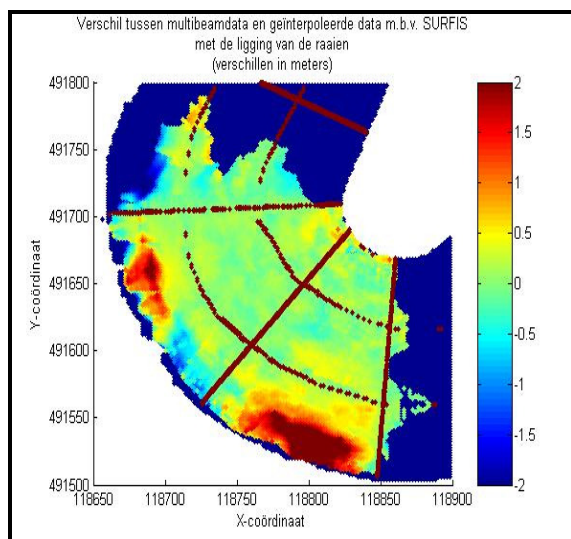 Verschil tussen multibeamdata en geïnterpoleerde data m.b.v. SURFIS
met de ligging van de raaien
(verschillen in meters)
491800
491750
491700
491650
491600
491550
491500
Y-coördinaat
118650 118700 118750 118800 118850 118900
X-coördinaat
2
1.5
1
0.5
0
-0.5
-1
-1.5
-2